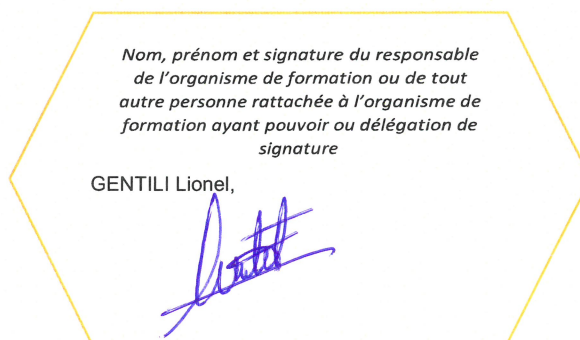 Nom, prénom et signature du responsable
de l'organisme de formation ou de tout
autre personne rattachée à l'organisme de
formation ayant pouvoir ou délégation de
signature
GENTILI Lionel,